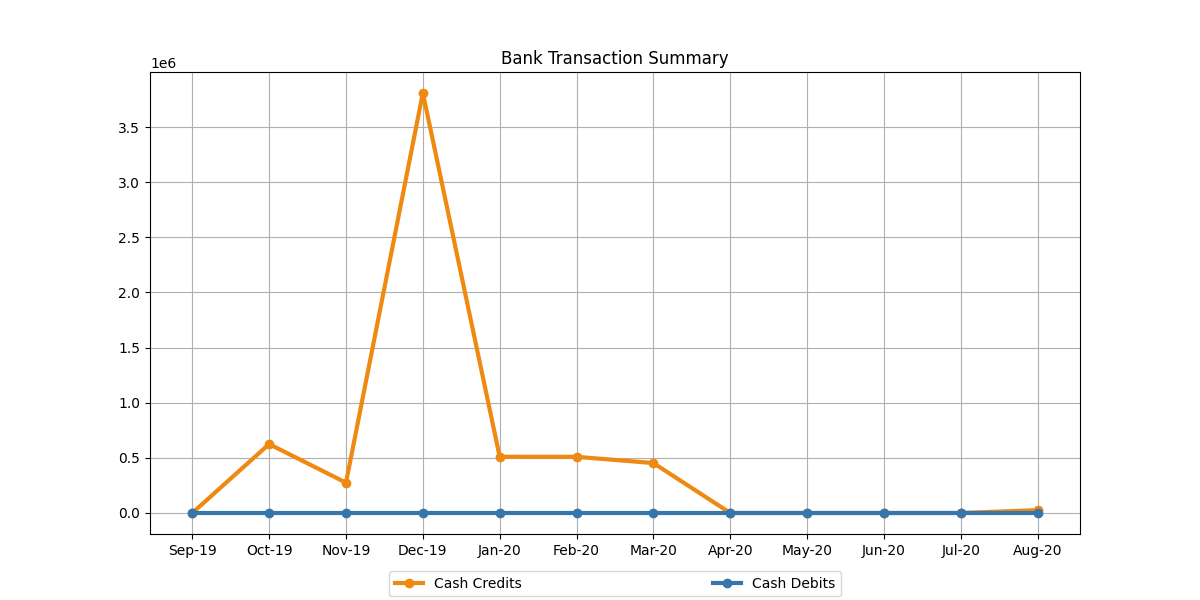 Bank Transaction Summary
1e6
3.5
3.0
2.5
2.0
1.5
1.0
0.5
0.0
Sep-19 Oct-19 Nov-19 Dec-19 Jan-20 Feb-20 Mar-20 Apr-20 May-20 Jun-20 Jul-20 Aug-20
Cash Credits Cash Debits